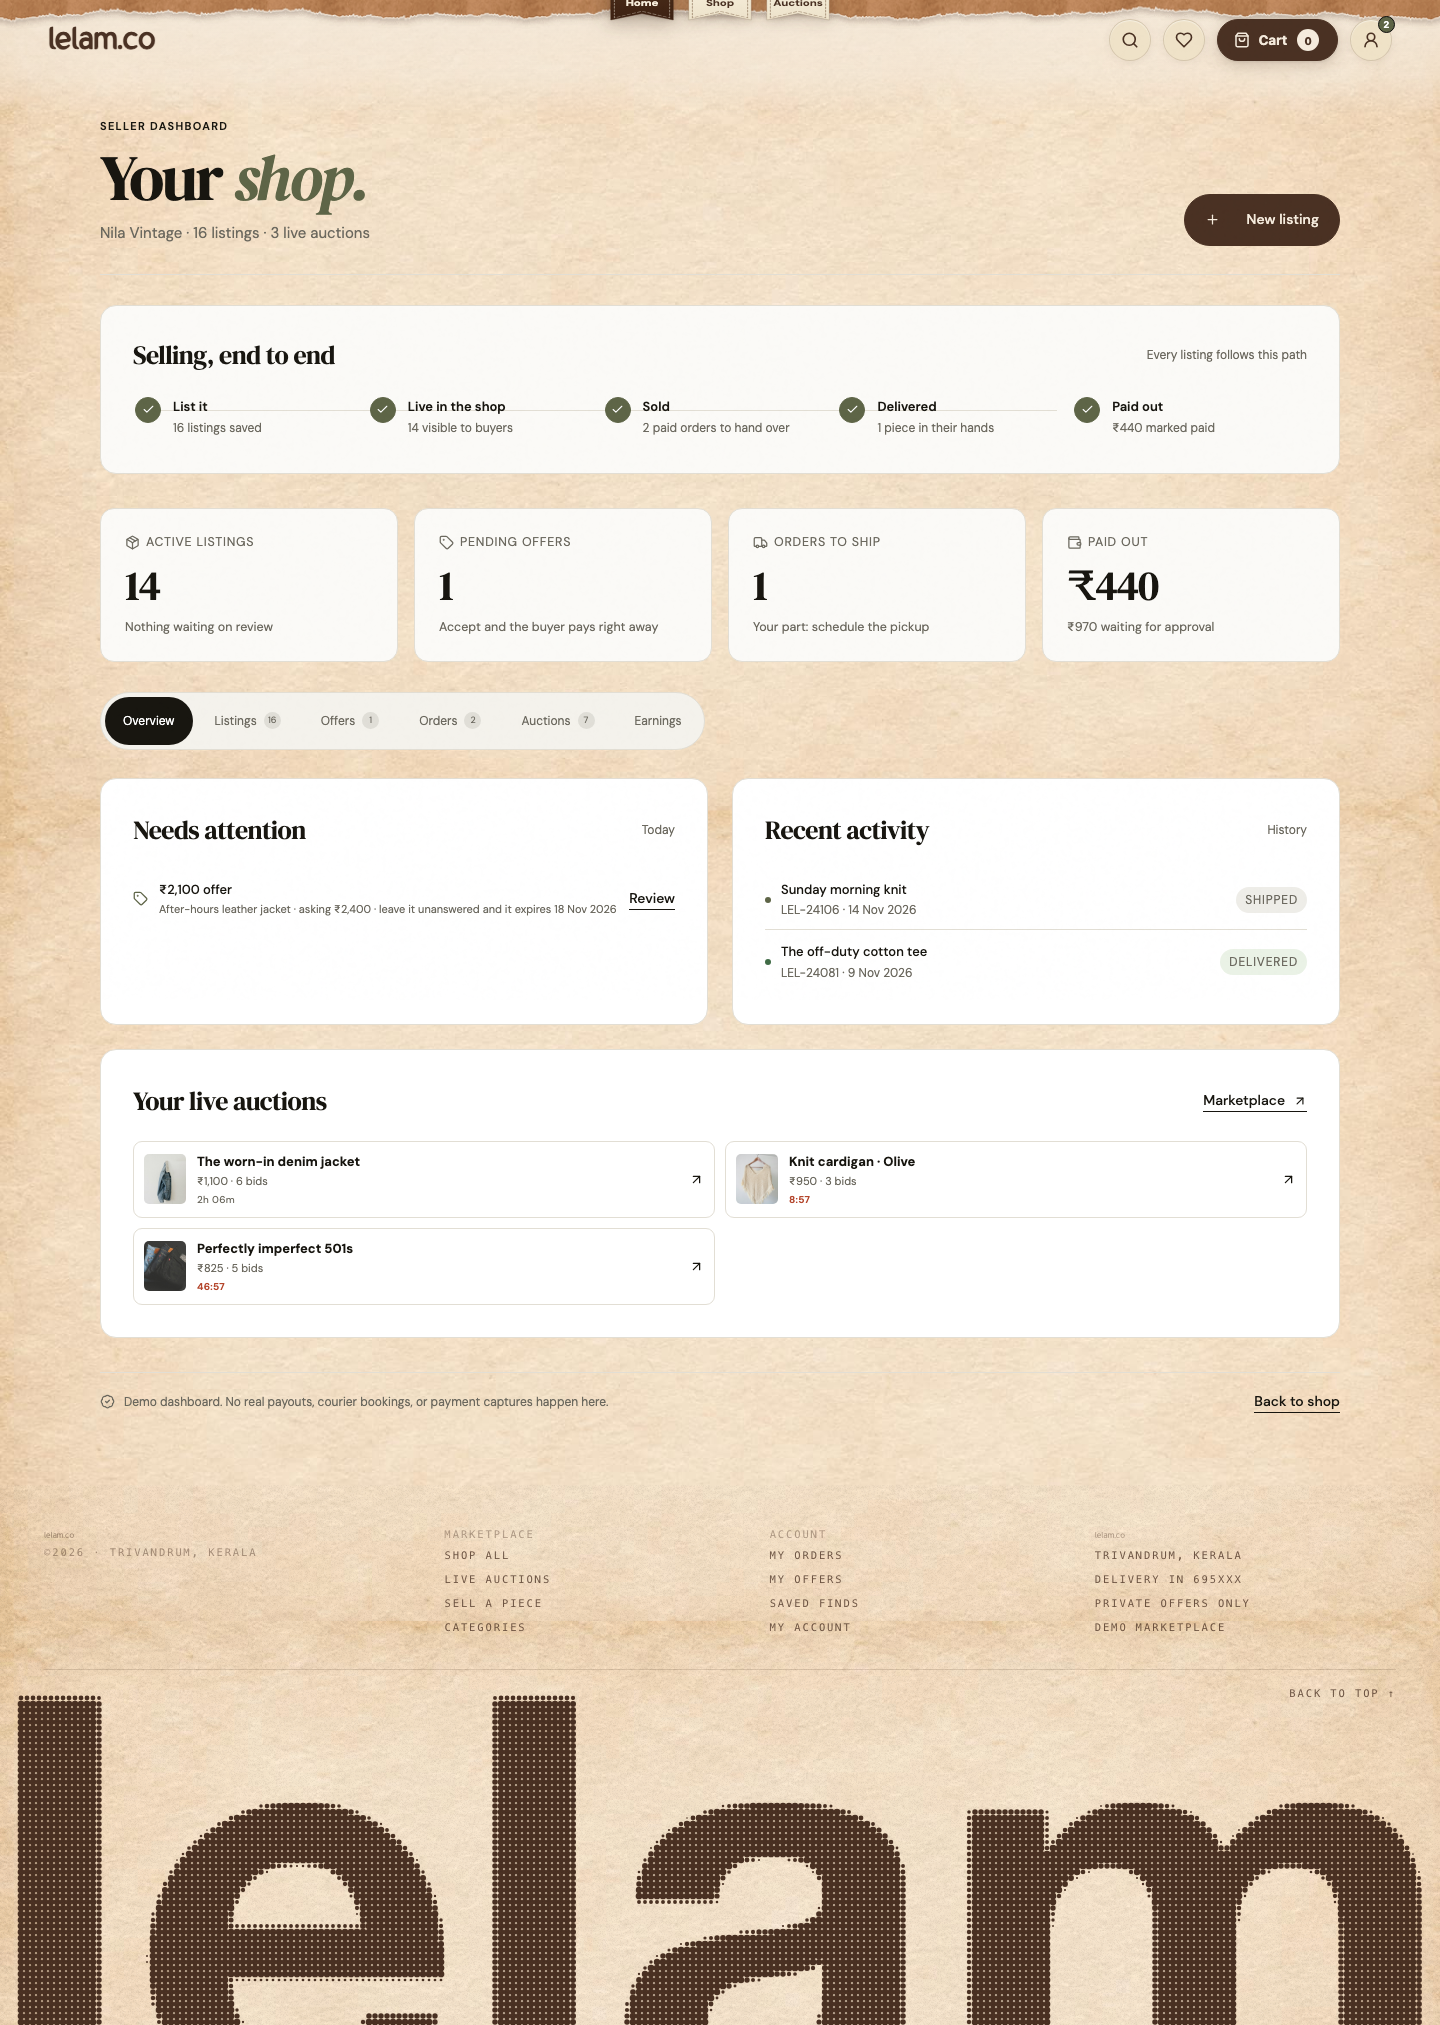 Home
Shop
Auctions
lelam.co
Cart 0
2
SELLER DASHBOARD
Your shop.
Nila Vintage · 16 listings · 3 live auctions
+ New listing
Selling, end to end
Every listing follows this path
List it
16 listings saved
Live in the shop
14 visible to buyers
Sold
2 paid orders to hand over
Delivered
1 piece in their hands
Paid out
₹440 marked paid
ACTIVE LISTINGS
14
Nothing waiting on review
PENDING OFFERS
1
Accept and the buyer pays right away
ORDERS TO SHIP
1
Your part: schedule the pickup
PAID OUT
₹440
₹970 waiting for approval
Overview
Listings 16
Offers 1
Orders 2
Auctions 7
Earnings
Needs attention
Today
₹2,100 offer
After-hours leather jacket · asking ₹2,400 · leave it unanswered and it expires 18 Nov 2026
Review
Recent activity
History
Sunday morning knit
LEL-24106 · 14 Nov 2026
SHIPPED
The off-duty cotton tee
LEL-24081 · 9 Nov 2026
DELIVERED
Your live auctions
Marketplace
The worn-in denim jacket
₹1,100 · 6 bids
2h 06m
Knit cardigan · Olive
₹950 · 3 bids
8:57
Perfectly imperfect 501s
₹825 · 5 bids
46:57
Demo dashboard. No real payouts, courier bookings, or payment captures happen here.
Back to shop
lelam.co
©2026 · TRIVANDRUM, KERALA
MARKETPLACE
SHOP ALL
LIVE AUCTIONS
SELL A PIECE
CATEGORIES
ACCOUNT
MY ORDERS
MY OFFERS
SAVED FINDS
MY ACCOUNT
lelam.co
TRIVANDRUM, KERALA
DELIVERY IN 695XXX
PRIVATE OFFERS ONLY
DEMO MARKETPLACE
BACK TO TOP ↑
lelam